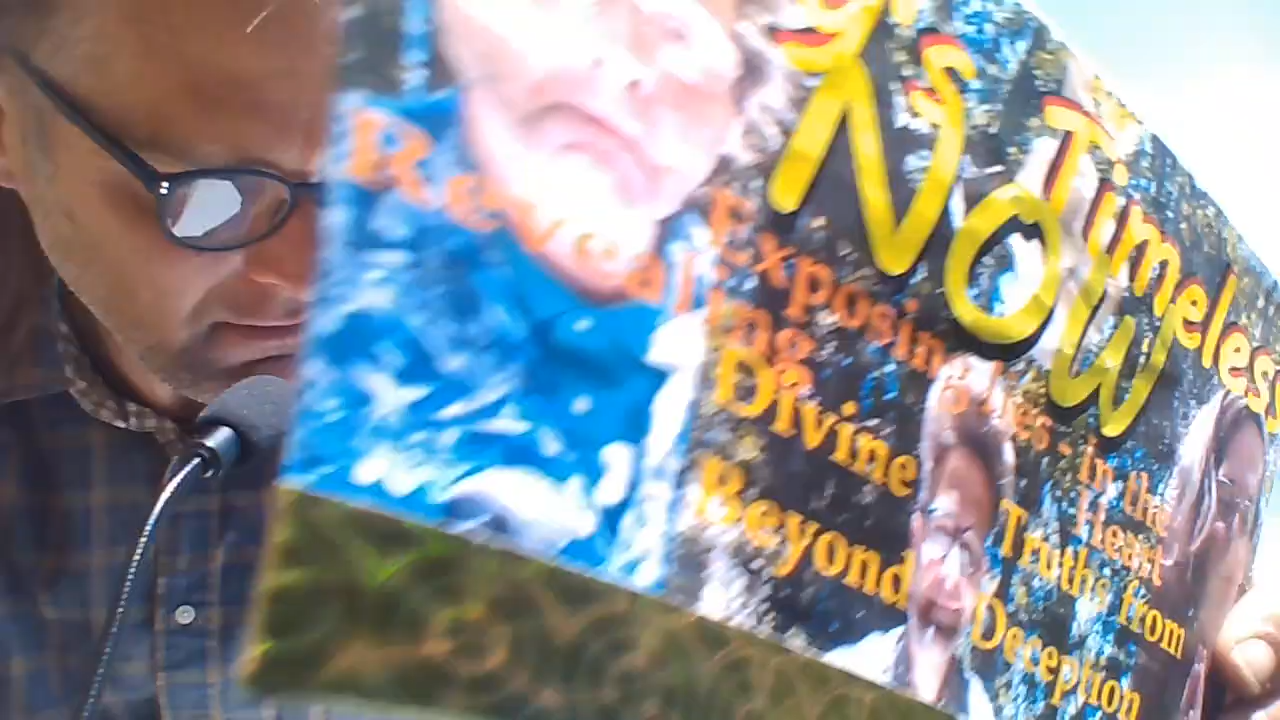 's Timeless
NOW
Revealing
Exposing Lies - in the
Heart
Divine Truths from
Beyond Deception